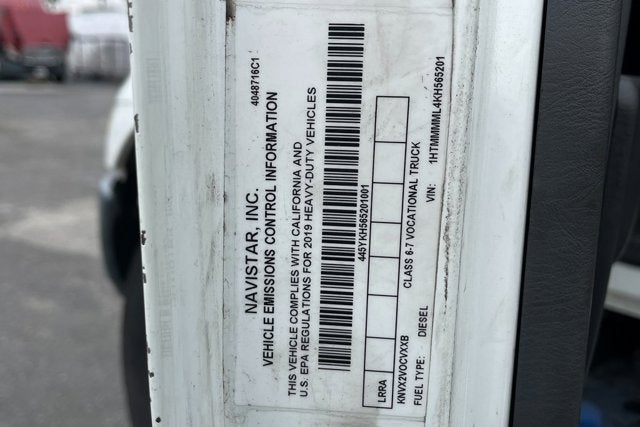 4048716C1
NAVISTAR, INC.
VEHICLE EMISSIONS CONTROL INFORMATION
THIS VEHICLE COMPLIES WITH CALIFORNIA AND
U.S. EPA REGULATIONS FOR 2019 HEAVY-DUTY VEHICLES
445YKH565201001
LRRA
KNVX2VOCVXXB CLASS 6-7 VOCATIONAL TRUCK
FUEL TYPE: DIESEL VIN: 1HTMMMML4KH565201